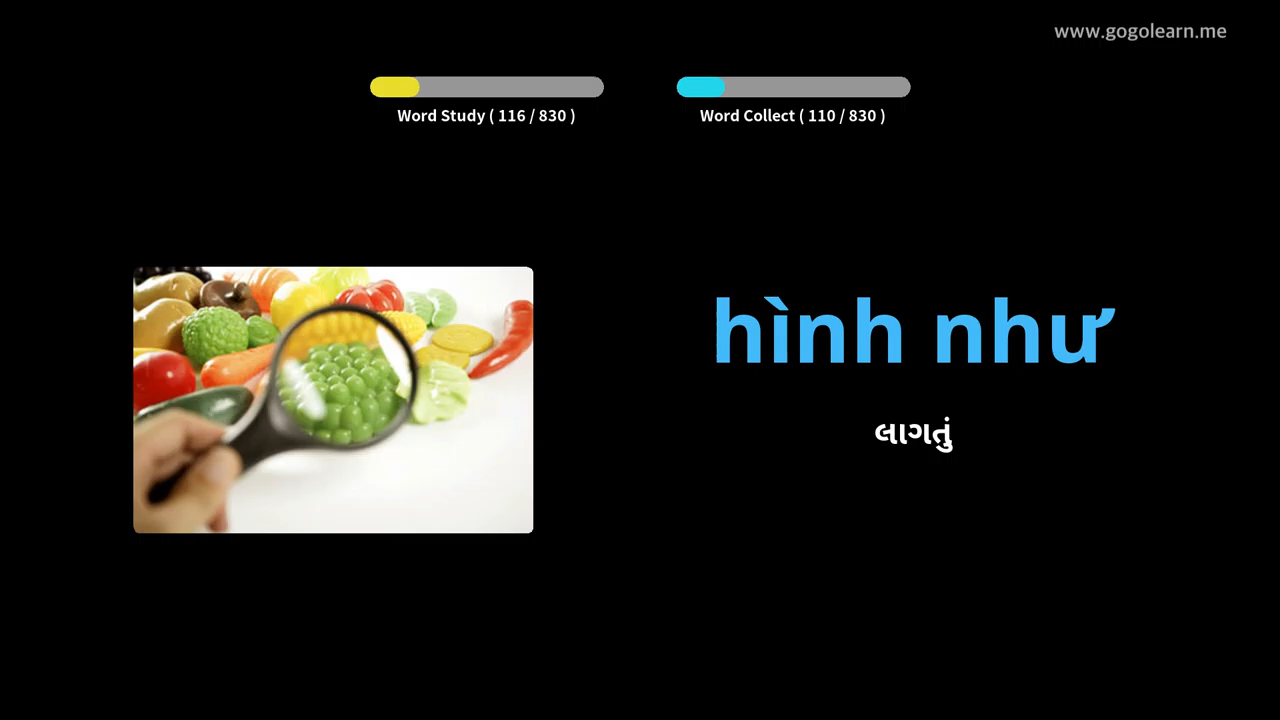 www.gogolearn.me
Word Study ( 116 / 830 )
Word Collect ( 110 / 830 )
hình như
લાગતું